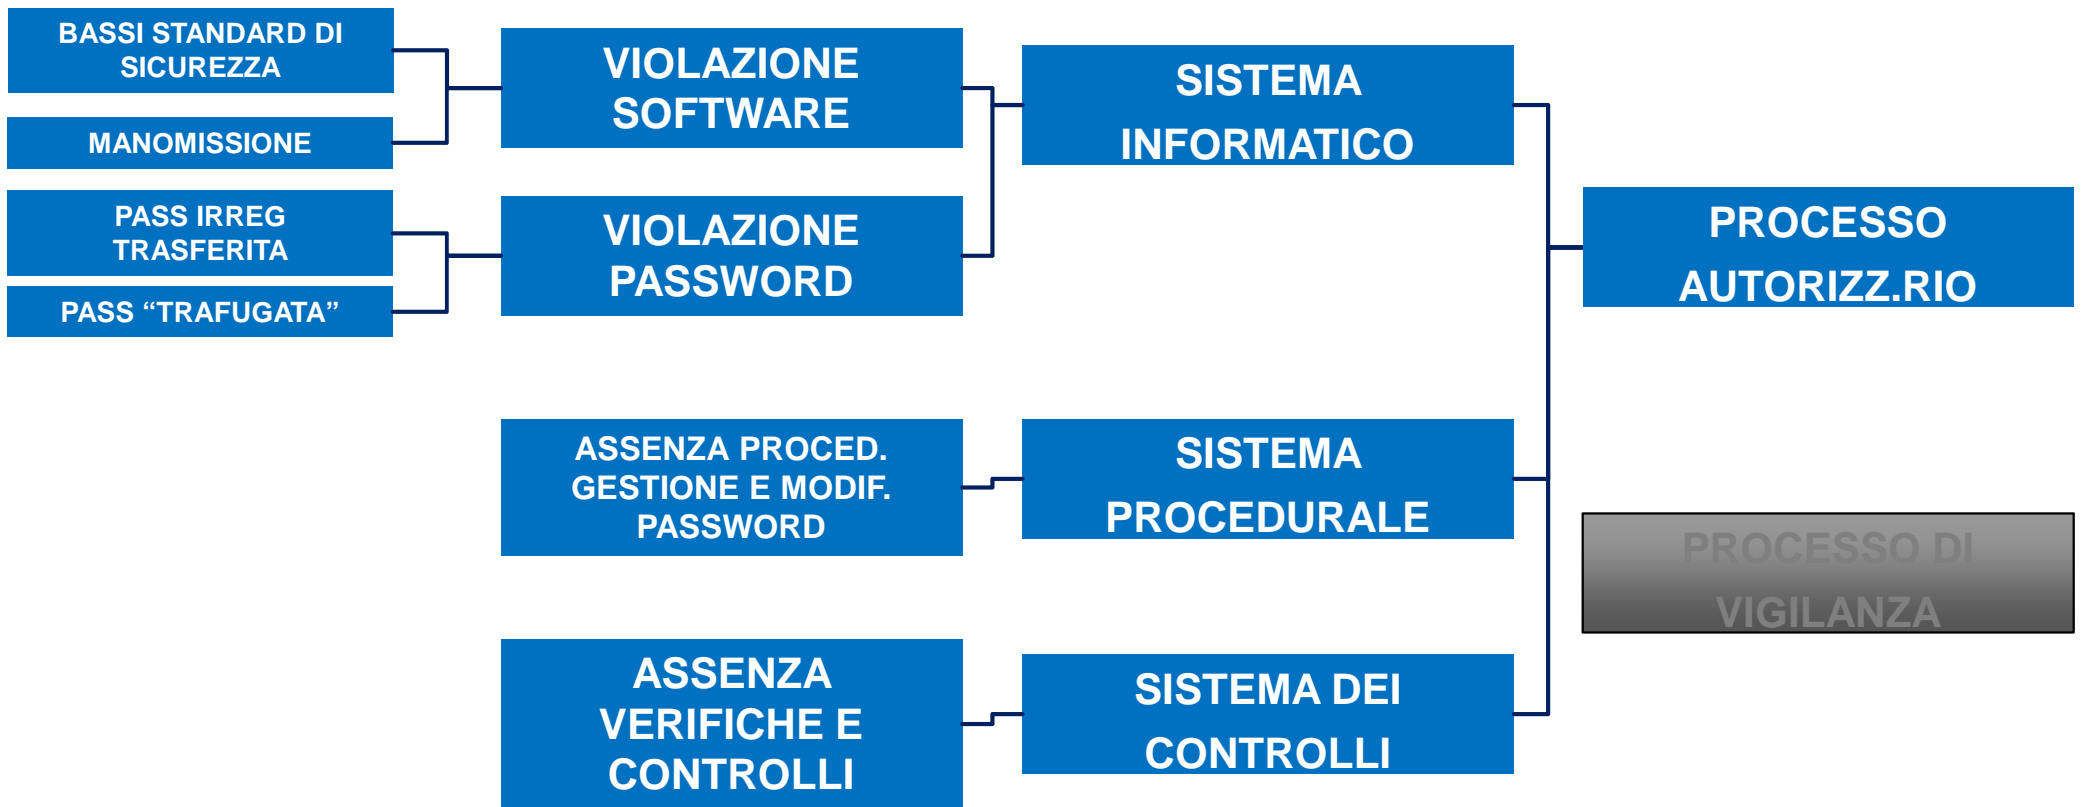 BASSI STANDARD DI
SICUREZZA
MANOMISSIONE
PASS IRREG
TRASFERITA
PASS “TRAFUGATA”
VIOLAZIONE
SOFTWARE
VIOLAZIONE
PASSWORD
ASSENZA PROCED.
GESTIONE E MODIF.
PASSWORD
ASSENZA
VERIFICHE E
CONTROLLI
SISTEMA
INFORMATICO
SISTEMA
PROCEDURALE
SISTEMA DEI
CONTROLLI
PROCESSO
AUTORIZZ.RIO
PROCESSO DI
VIGILANZA